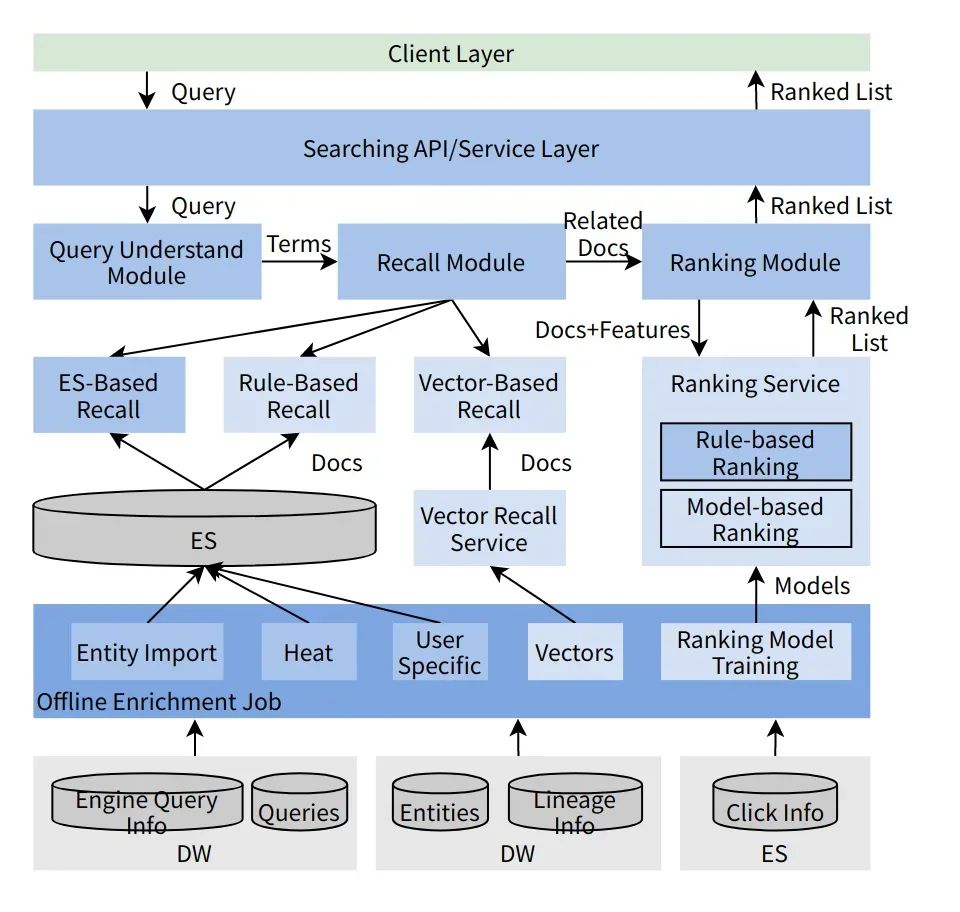 Client Layer
Query
Ranked List
Searching API/Service Layer
Query
Ranked List
Query Understand
Module
Terms
Recall Module
Related
Docs
Ranking Module
Docs+Features
Ranked
List
ES-Based
Recall
Rule-Based
Recall
Vector-Based
Recall
Ranking Service
Rule-based
Ranking
Model-based
Ranking
Docs
Docs
ES
Vector Recall
Service
Models
Entity Import
Heat
User
Specific
Vectors
Ranking Model
Training
Offline Enrichment Job
Engine Query
Info
Queries
DW
Entities
Lineage
Info
DW
Click Info
ES